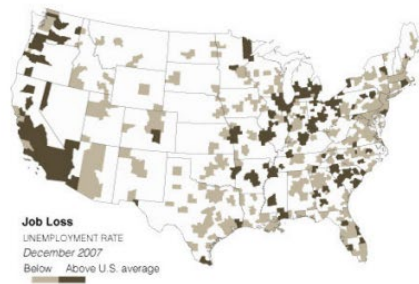 Job Loss
UNEMPLOYMENT RATE
December 2007
Below Above U.S. average